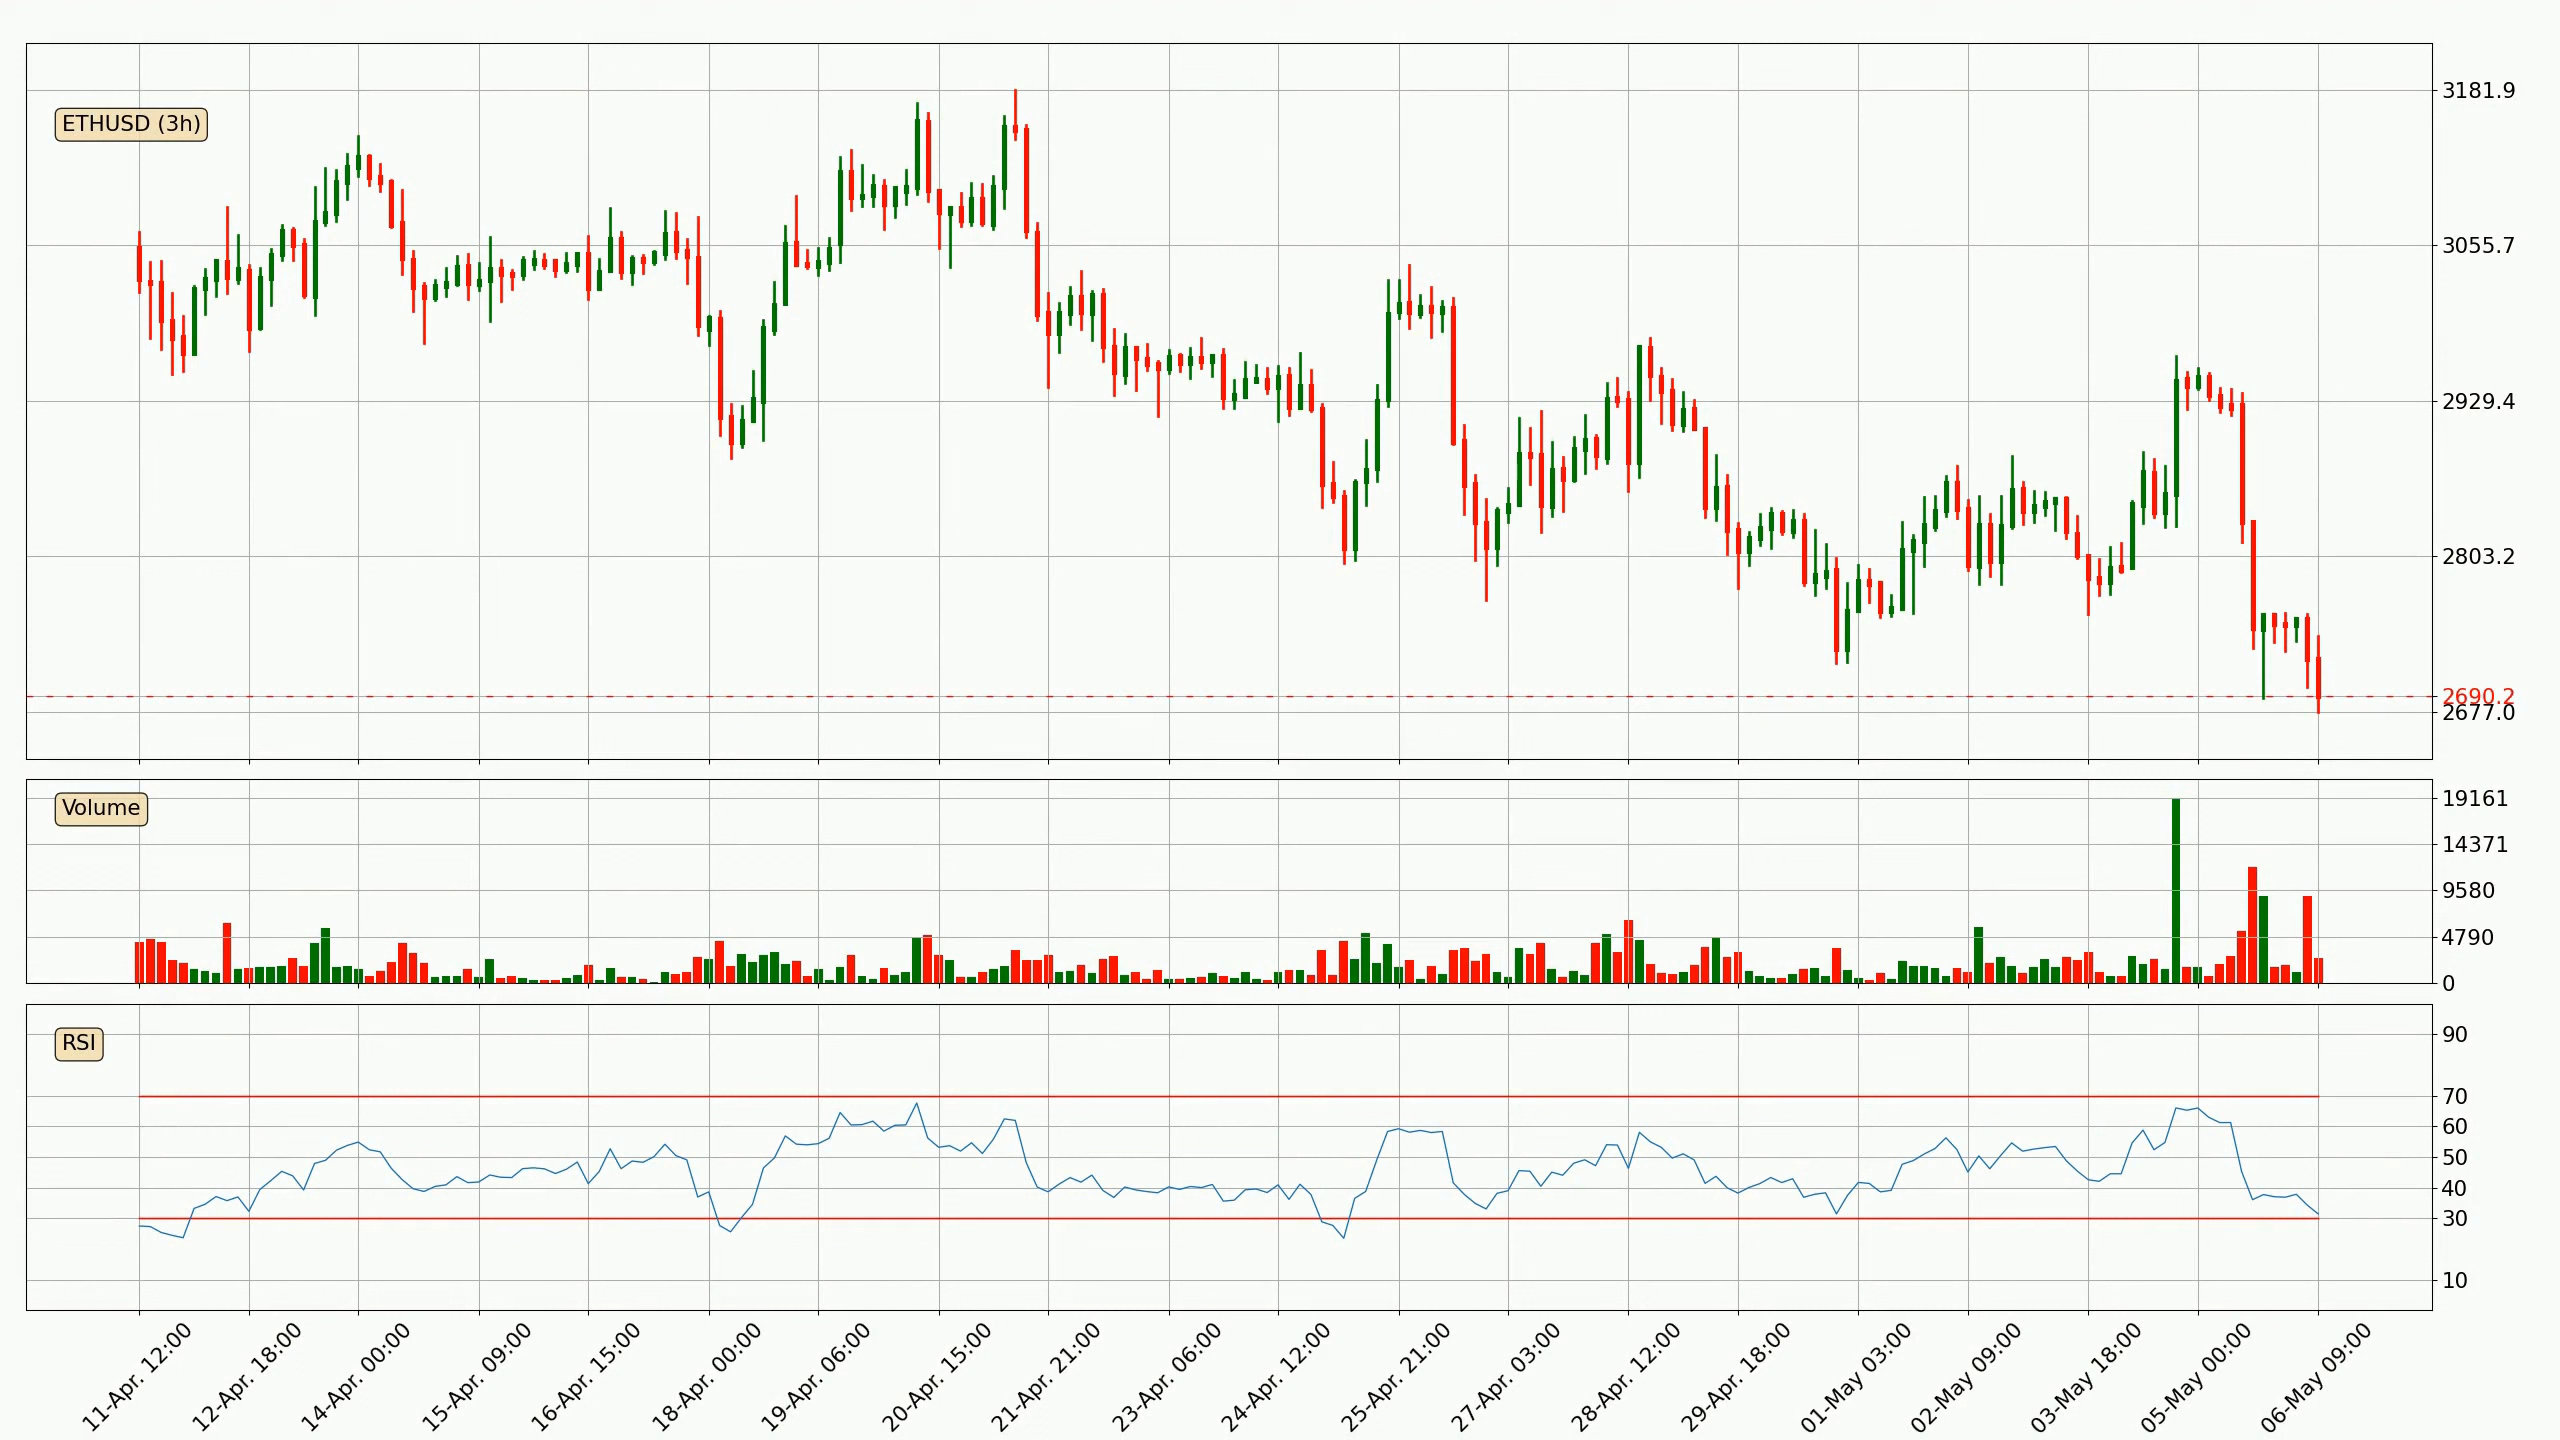 ETHUSD (3h)
3181.9
3055.7
2929.4
2803.2
2690.2
2677.0
Volume
19161
14371
9580
4790
0
RSI
90
70
60
50
40
30
10
11-Apr. 12:00
12-Apr. 18:00
14-Apr. 00:00
15-Apr. 09:00
16-Apr. 15:00
18-Apr. 00:00
19-Apr. 06:00
20-Apr. 15:00
21-Apr. 21:00
23-Apr. 06:00
24-Apr. 12:00
25-Apr. 21:00
27-Apr. 03:00
28-Apr. 12:00
29-Apr. 18:00
01-May 03:00
02-May 09:00
03-May 18:00
05-May 00:00
06-May 09:00